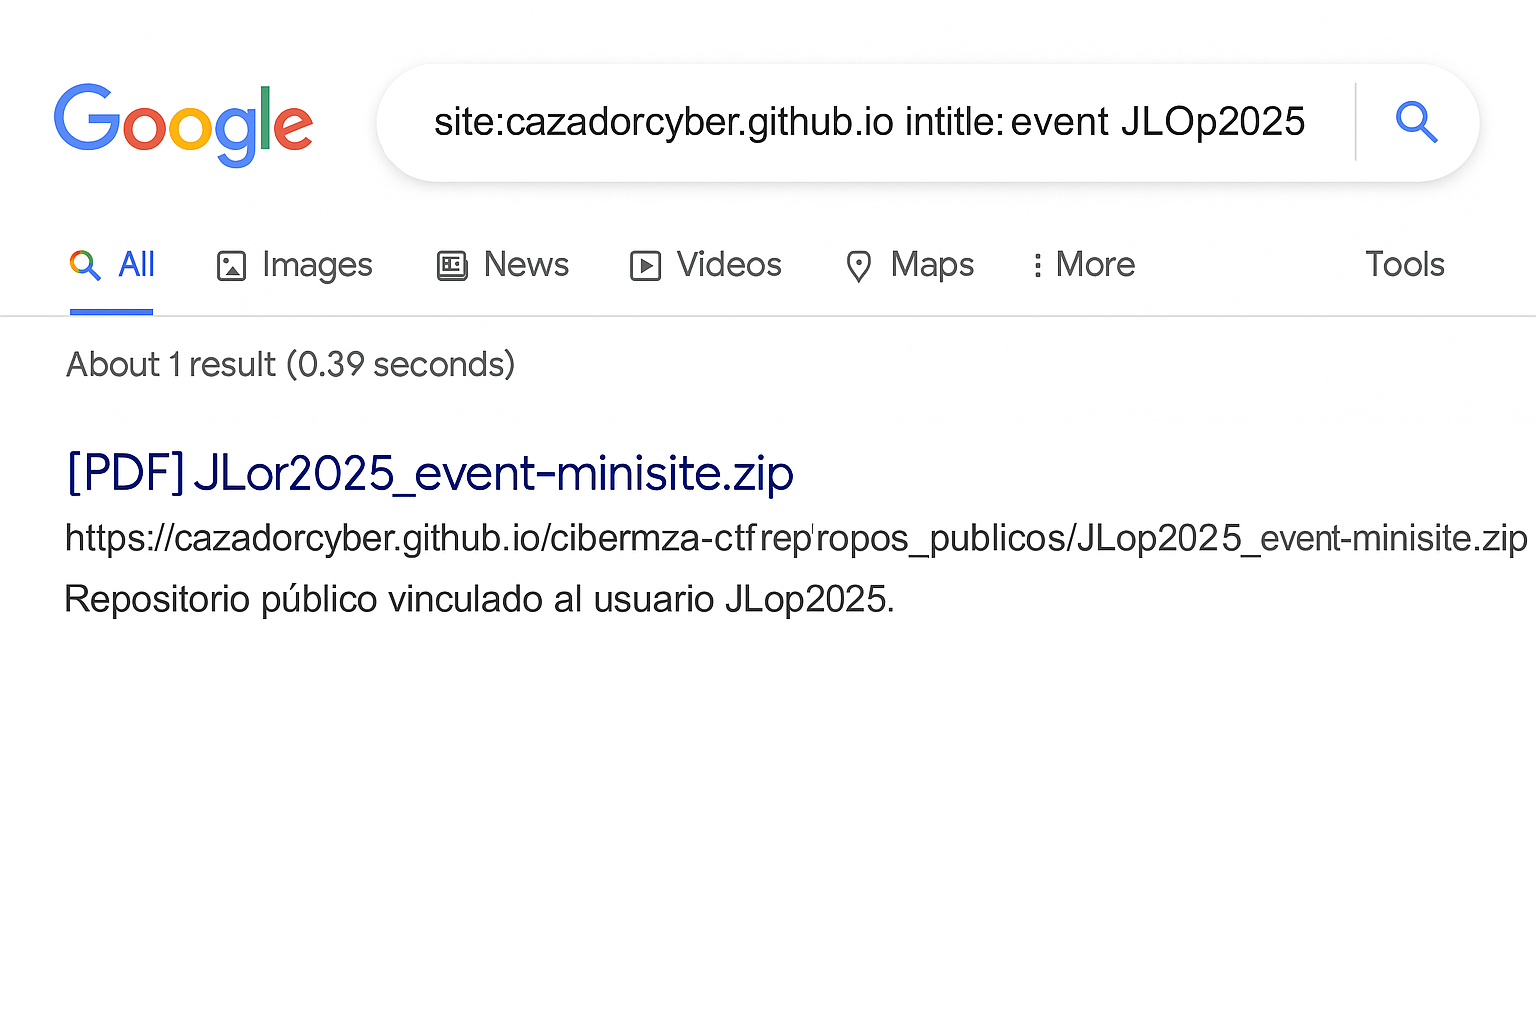 Google
site:cazadorcyber.github.io intitle: event JLOp2025
All Images News Videos Maps More Tools
About 1 result (0.39 seconds)
[PDF] JLor2025_event-minisite.zip
https://cazadorcyber.github.io/cibermza-ctfrep'ropos_publicos/JLop2025_event-minisite.zip
Repositorio público vinculado al usuario JLop2025.